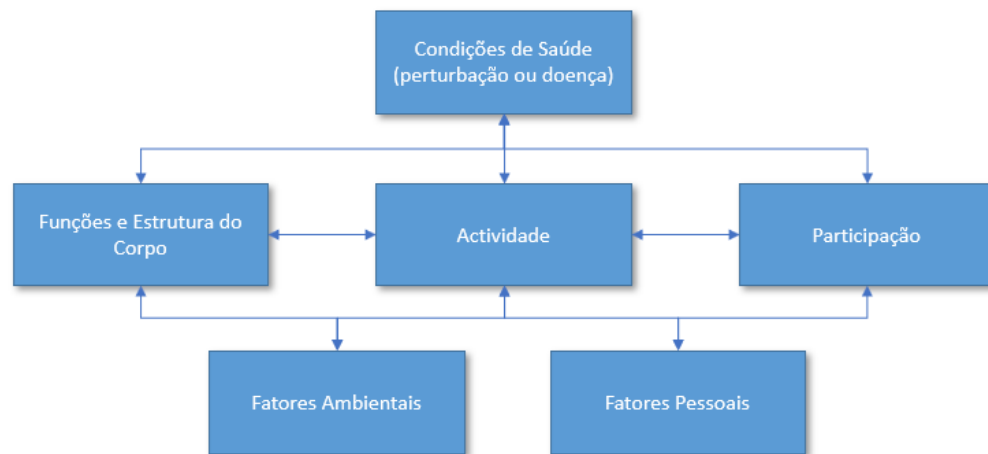 Condições de Saúde
(perturbação ou doença)
Funções e Estrutura do
Corpo
Actividade
Participação
Fatores Ambientais
Fatores Pessoais